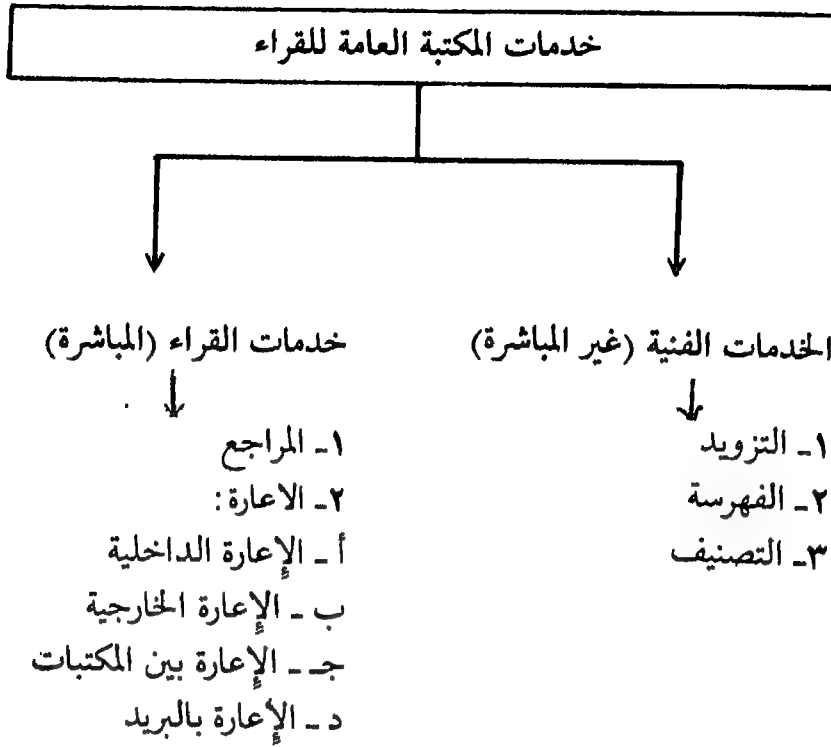 خدمات المكتبة العامة للقراء
الخدمات الفنية (غير المباشرة)
١ـ التزويد
٢ـ الفهرسة
٣ـ التصنيف
خدمات القراء (المباشرة)
١ـ المراجع
٢ـ الاعارة:
أ ـ الإعارة الداخلية
ب ـ الإعارة الخارجية
جـ ـ الإعارة بين المكتبات
د ـ الإعارة بالبريد